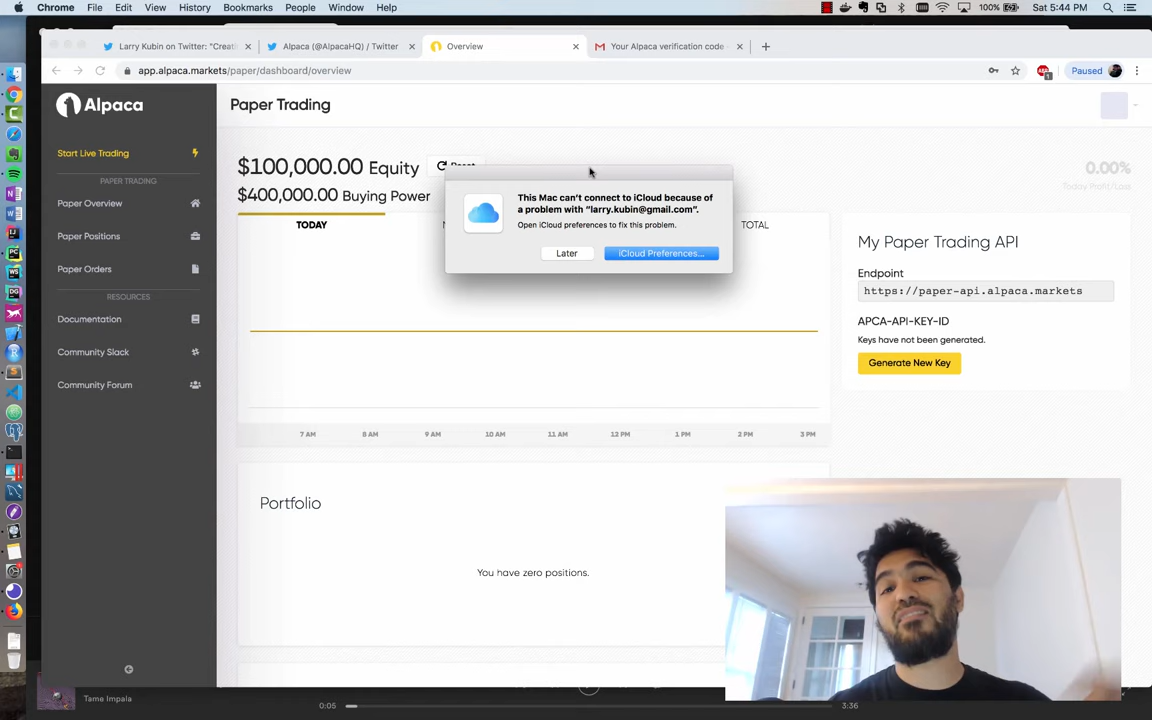 Chrome File Edit View History Bookmarks People Window Help 100% Sat 5:44 PM
Larry Kubin on Twitter: "Creati
Alpaca (@AlpacaHQ) / Twitter
Overview
Your Alpaca verification code -
app.alpaca.markets/paper/dashboard/overview
Paused
Alpaca
Paper Trading
Start Live Trading
PAPER TRADING
Paper Overview
Paper Positions
Paper Orders
RESOURCES
Documentation
Community Slack
Community Forum
$100,000.00 Equity
Reset
$400,000.00 Buying Power
0.00%
Today Profit/Loss
TODAY
TOTAL
This Mac can't connect to iCloud because of
a problem with "larry.kubin@gmail.com".
Open iCloud preferences to fix this problem.
Later
iCloud Preferences...
7 AM 8 AM 9 AM 10 AM 11 AM 12 PM 1 PM 2 PM 3 PM
My Paper Trading API
Endpoint
https://paper-api.alpaca.markets
APCA-API-KEY-ID
Keys have not been generated.
Generate New Key
Portfolio
You have zero positions.
Tame Impala
0:05
3:36